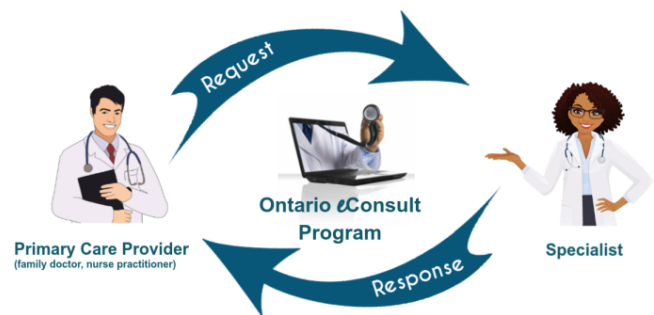 Request
Ontario eConsult
Program
Primary Care Provider
(family doctor, nurse practitioner)
Specialist
Response